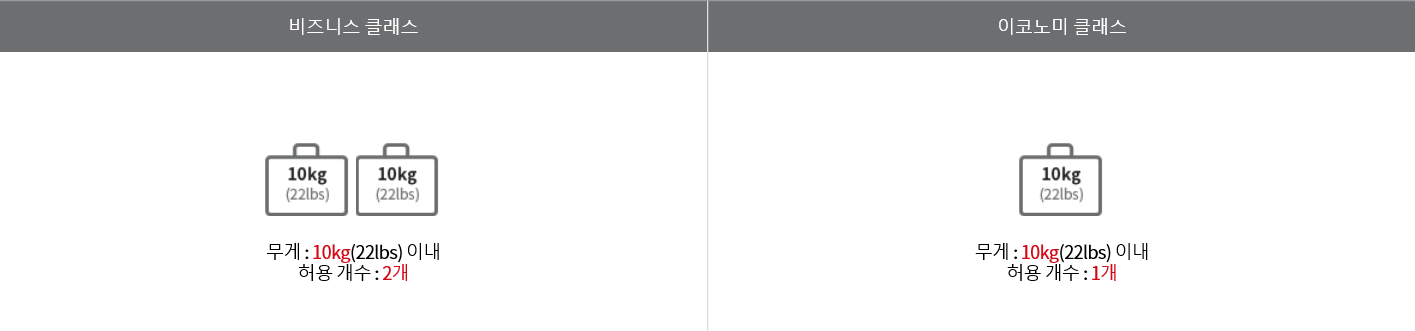 비즈니스 클래스
이코노미 클래스
10kg
(22lbs)
10kg
(22lbs)
무게 : 10kg(22lbs) 이내
허용 개수 : 2개
10kg
(22lbs)
무게 : 10kg(22lbs) 이내
허용 개수 : 1개